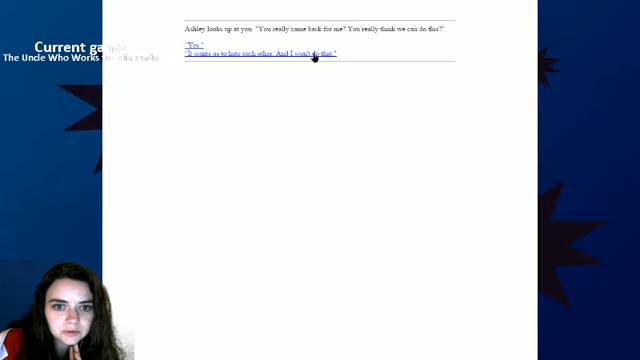 Ashley looks up at you. "You really came back for me? You really think we can do this?"
"Yes."
"It wants us to hate each other. And I won't do that."
Current game
The Uncle Who Works